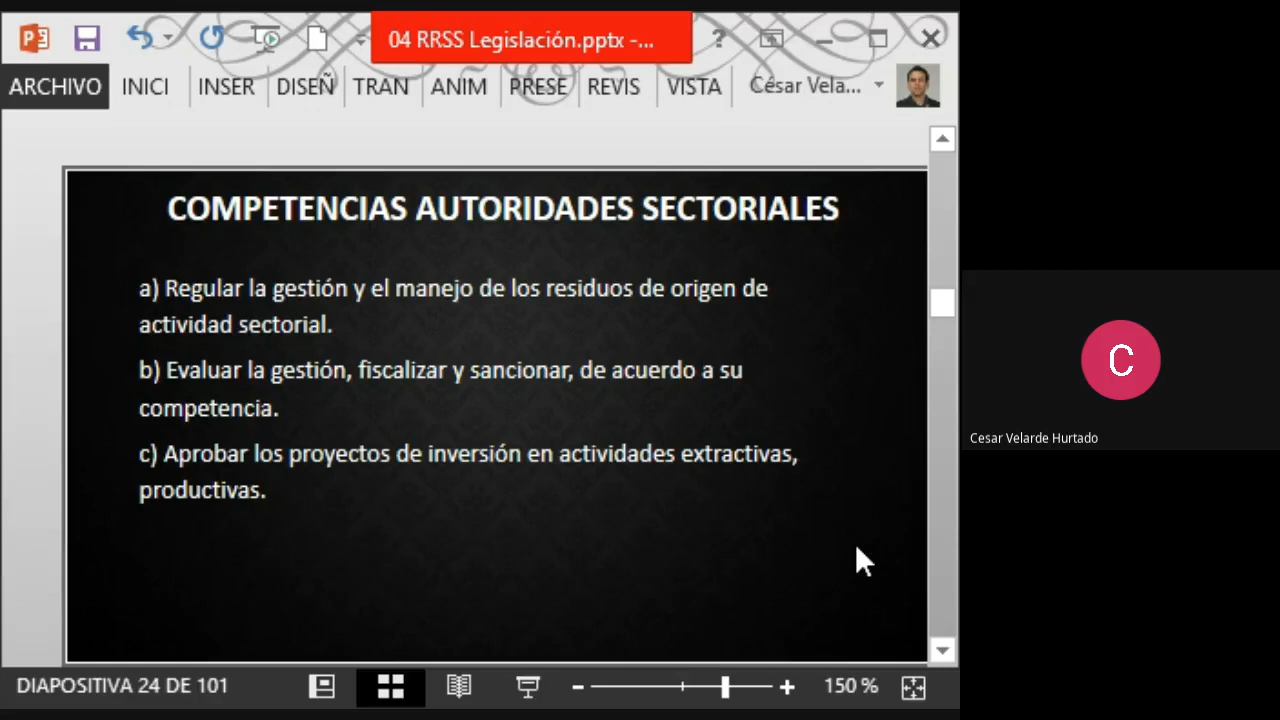 04 RRSS Legislación.pptx -...
?
ARCHIVO INICI INSER DISEÑ TRAN ANIM PRESE REVIS VISTA César Vela...
COMPETENCIAS AUTORIDADES SECTORIALES
a) Regular la gestión y el manejo de los residuos de origen de
actividad sectorial.
b) Evaluar la gestión, fiscalizar y sancionar, de acuerdo a su
competencia.
c) Aprobar los proyectos de inversión en actividades extractivas,
productivas.
C
Cesar Velarde Hurtado
DIAPOSITIVA 24 DE 101
150 %